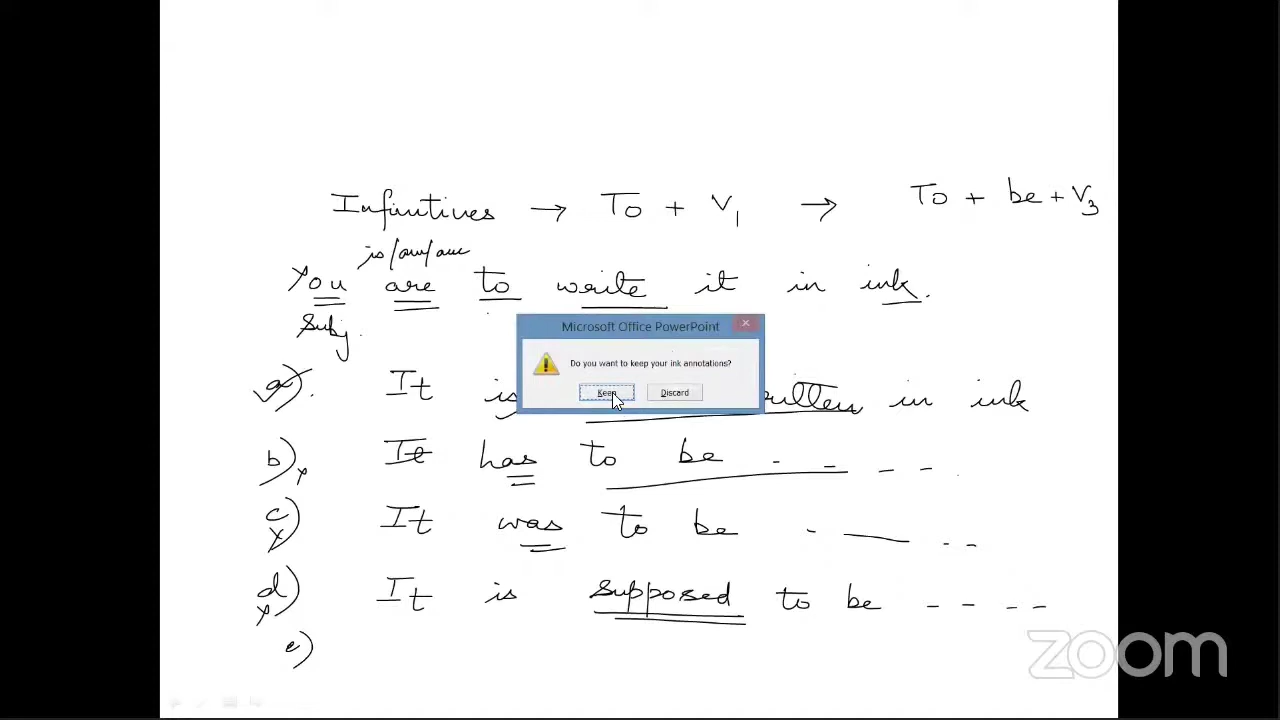 Infinitives → To + V1 → To + be + V3
is/am/are
You are to write it in ink.
Subj.
Microsoft Office PowerPoint
Do you want to keep your ink annotations?
Keep Discard
a). It is written in ink
b) It has to be . - - - .
c) It was to be - — - -
d) It is supposed to be - - - -
e)
zoom